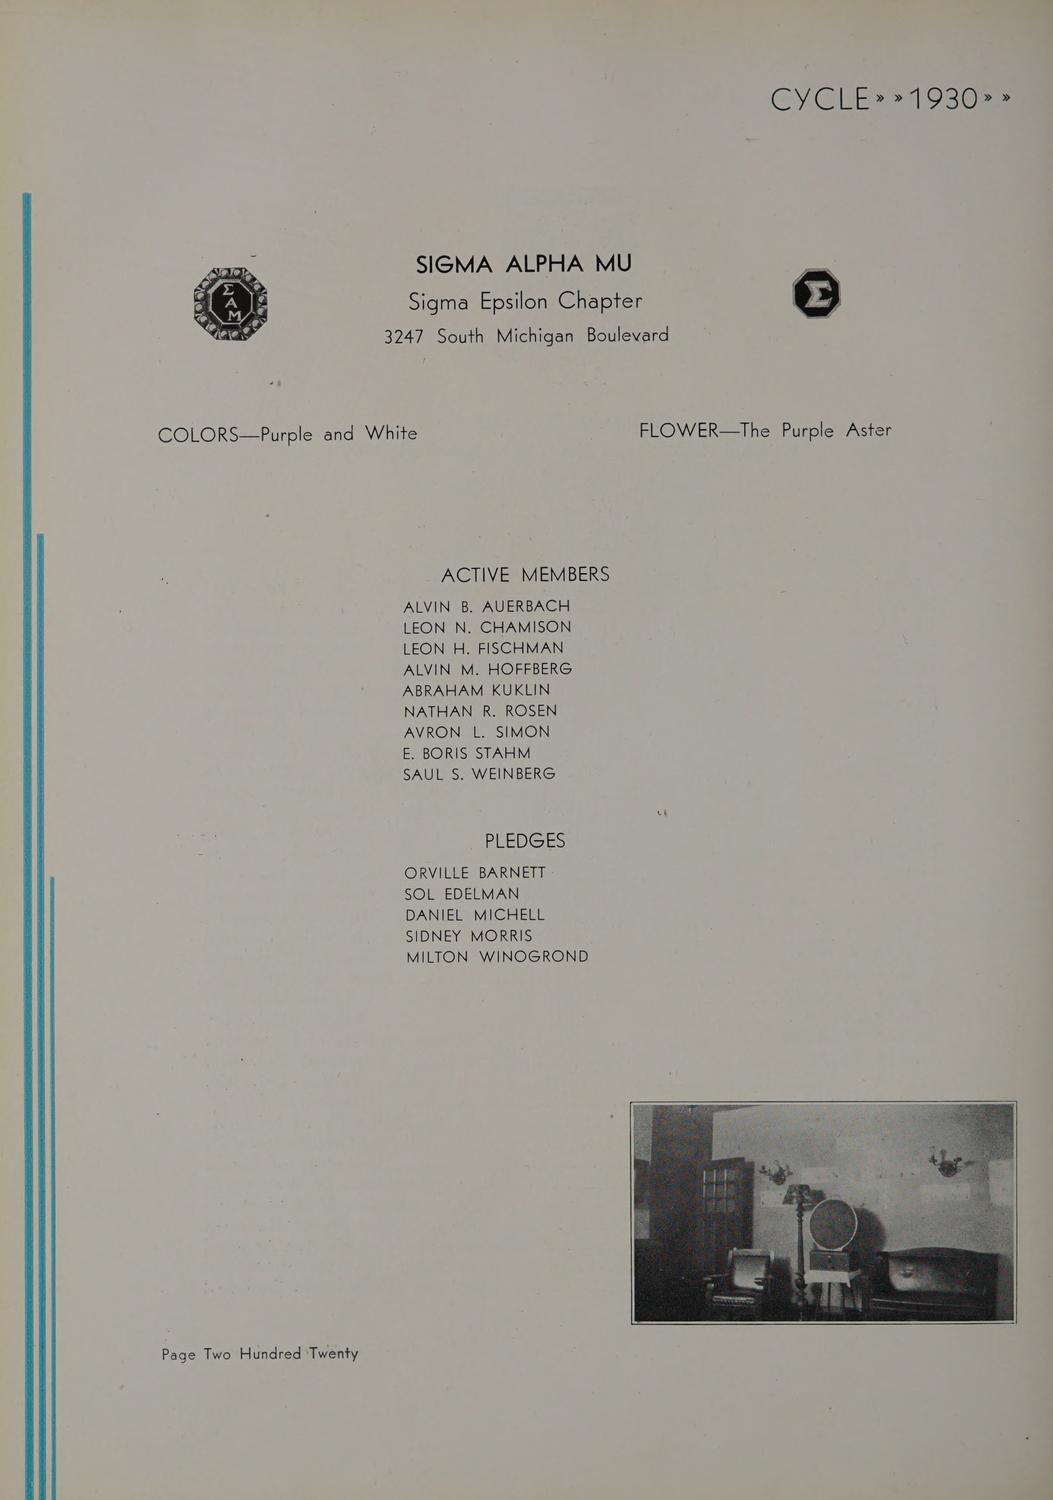 CYCLE » » 1930 » »
SIGMA ALPHA MU
Sigma Epsilon Chapter
3247 South Michigan Boulevard
Σ
Α
Μ
Σ
COLORS—Purple and White
FLOWER—The Purple Aster
ACTIVE MEMBERS
ALVIN B. AUERBACH
LEON N. CHAMISON
LEON H. FISCHMAN
ALVIN M. HOFFBERG
ABRAHAM KUKLIN
NATHAN R. ROSEN
AVRON L. SIMON
E. BORIS STAHM
SAUL S. WEINBERG
PLEDGES
ORVILLE BARNETT
SOL EDELMAN
DANIEL MICHELL
SIDNEY MORRIS
MILTON WINOGROND
Page Two Hundred Twenty